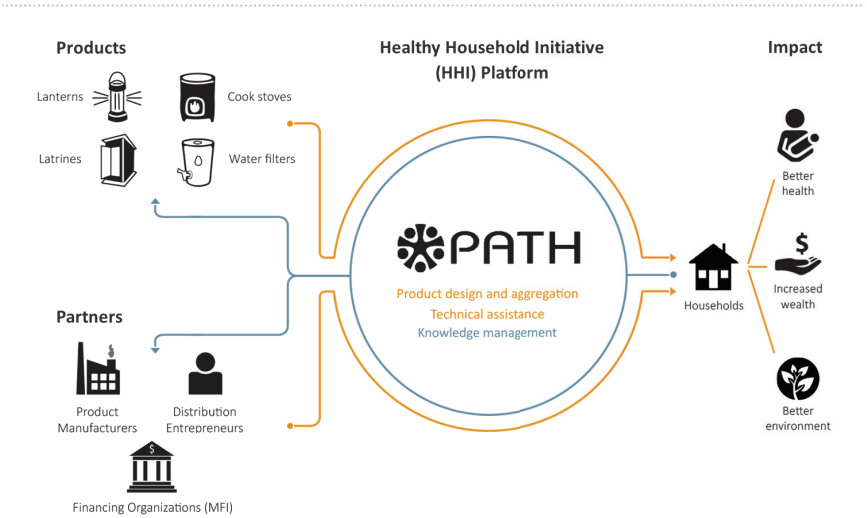 Products
Healthy Household Initiative
(HHI) Platform
Impact
Lanterns
Cook stoves
Latrines
Water filters
Better
health
PATH
Product design and aggregation
Technical assistance
Knowledge management
Households
$
Increased
wealth
Partners
Product
Manufacturers
Distribution
Entrepreneurs
Better
environment
$
Financing Organizations (MFI)